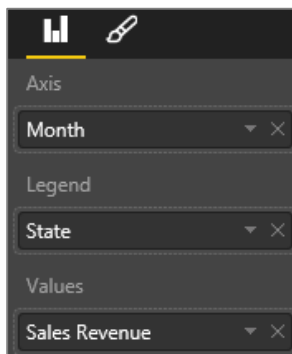 Axis
Month
Legend
State
Values
Sales Revenue